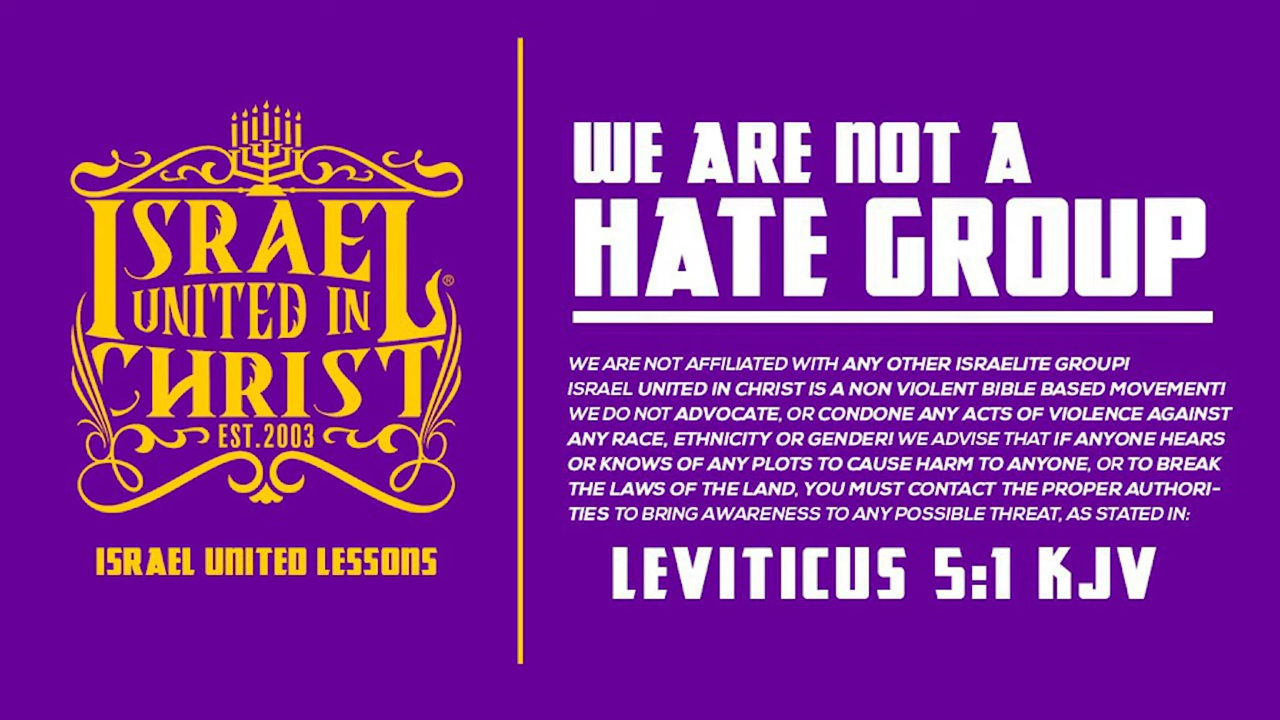 ISRAEL
UNITED IN
CHRIST
®
EST.2003
ISRAEL UNITED LESSONS
WE ARE NOT A
HATE GROUP
WE ARE NOT AFFILIATED WITH ANY OTHER ISRAELITE GROUP!
ISRAEL UNITED IN CHRIST IS A NON VIOLENT BIBLE BASED MOVEMENT!
WE DO NOT ADVOCATE, OR CONDONE ANY ACTS OF VIOLENCE AGAINST
ANY RACE, ETHNICITY OR GENDER! WE ADVISE THAT IF ANYONE HEARS
OR KNOWS OF ANY PLOTS TO CAUSE HARM TO ANYONE, OR TO BREAK
THE LAWS OF THE LAND, YOU MUST CONTACT THE PROPER AUTHORI-
TIES TO BRING AWARENESS TO ANY POSSIBLE THREAT, AS STATED IN:
LEVITICUS 5:1 KJV